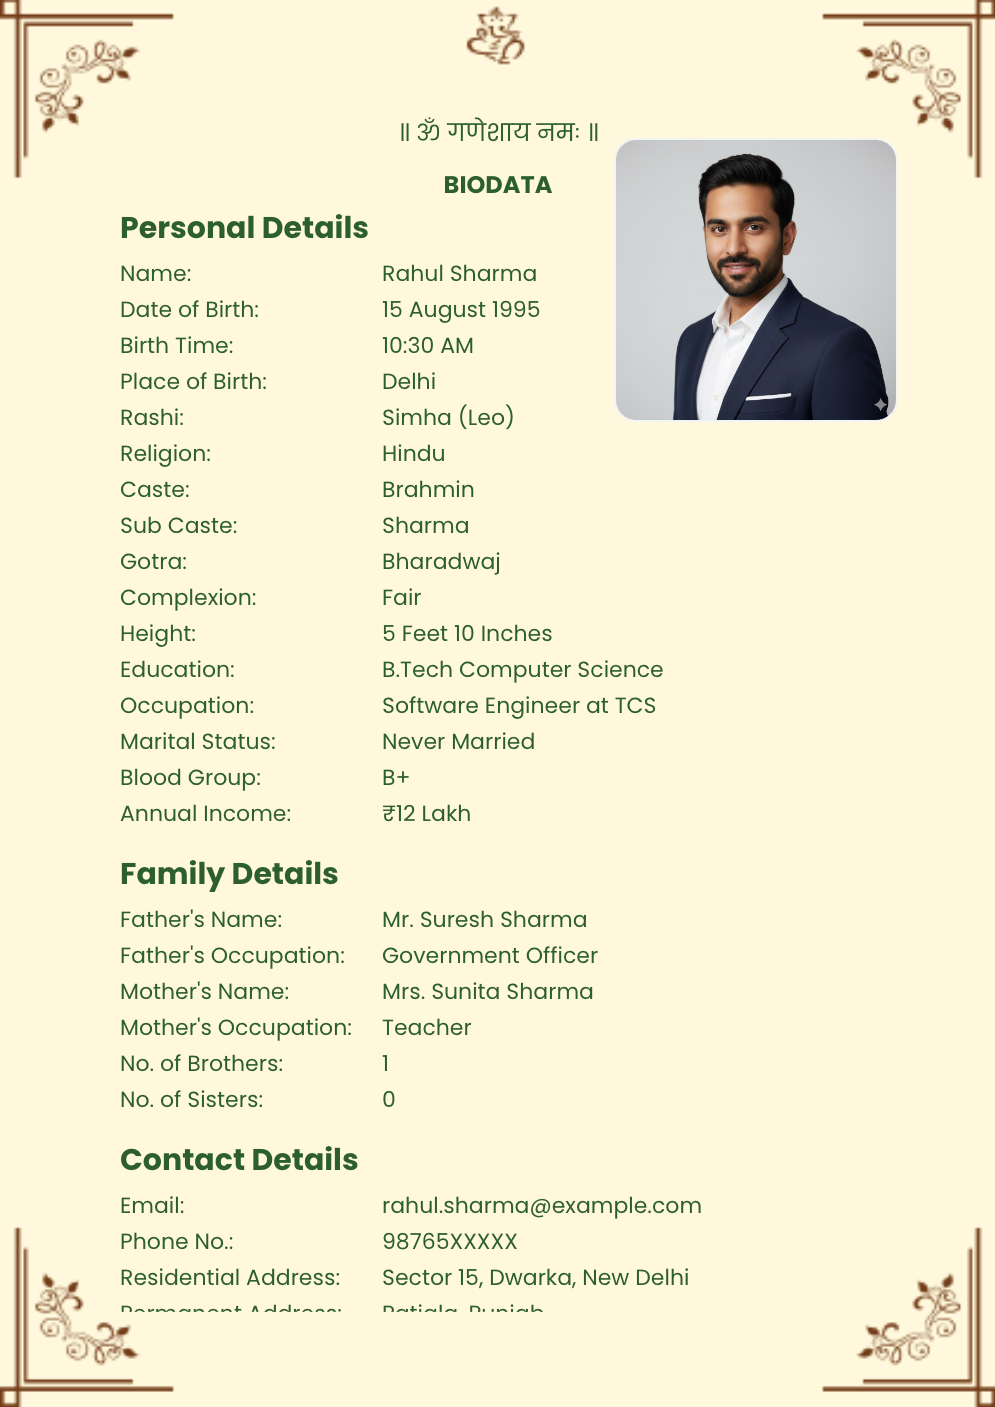 ॥ ॐ गणेशाय नमः ॥
BIODATA
Personal Details
Name: Rahul Sharma
Date of Birth: 15 August 1995
Birth Time: 10:30 AM
Place of Birth: Delhi
Rashi: Simha (Leo)
Religion: Hindu
Caste: Brahmin
Sub Caste: Sharma
Gotra: Bharadwaj
Complexion: Fair
Height: 5 Feet 10 Inches
Education: B.Tech Computer Science
Occupation: Software Engineer at TCS
Marital Status: Never Married
Blood Group: B+
Annual Income: ₹12 Lakh
Family Details
Father's Name: Mr. Suresh Sharma
Father's Occupation: Government Officer
Mother's Name: Mrs. Sunita Sharma
Mother's Occupation: Teacher
No. of Brothers: 1
No. of Sisters: 0
Contact Details
Email: rahul.sharma@example.com
Phone No.: 98765XXXXX
Residential Address: Sector 15, Dwarka, New Delhi
Permanent Address: Patiala, Punjab